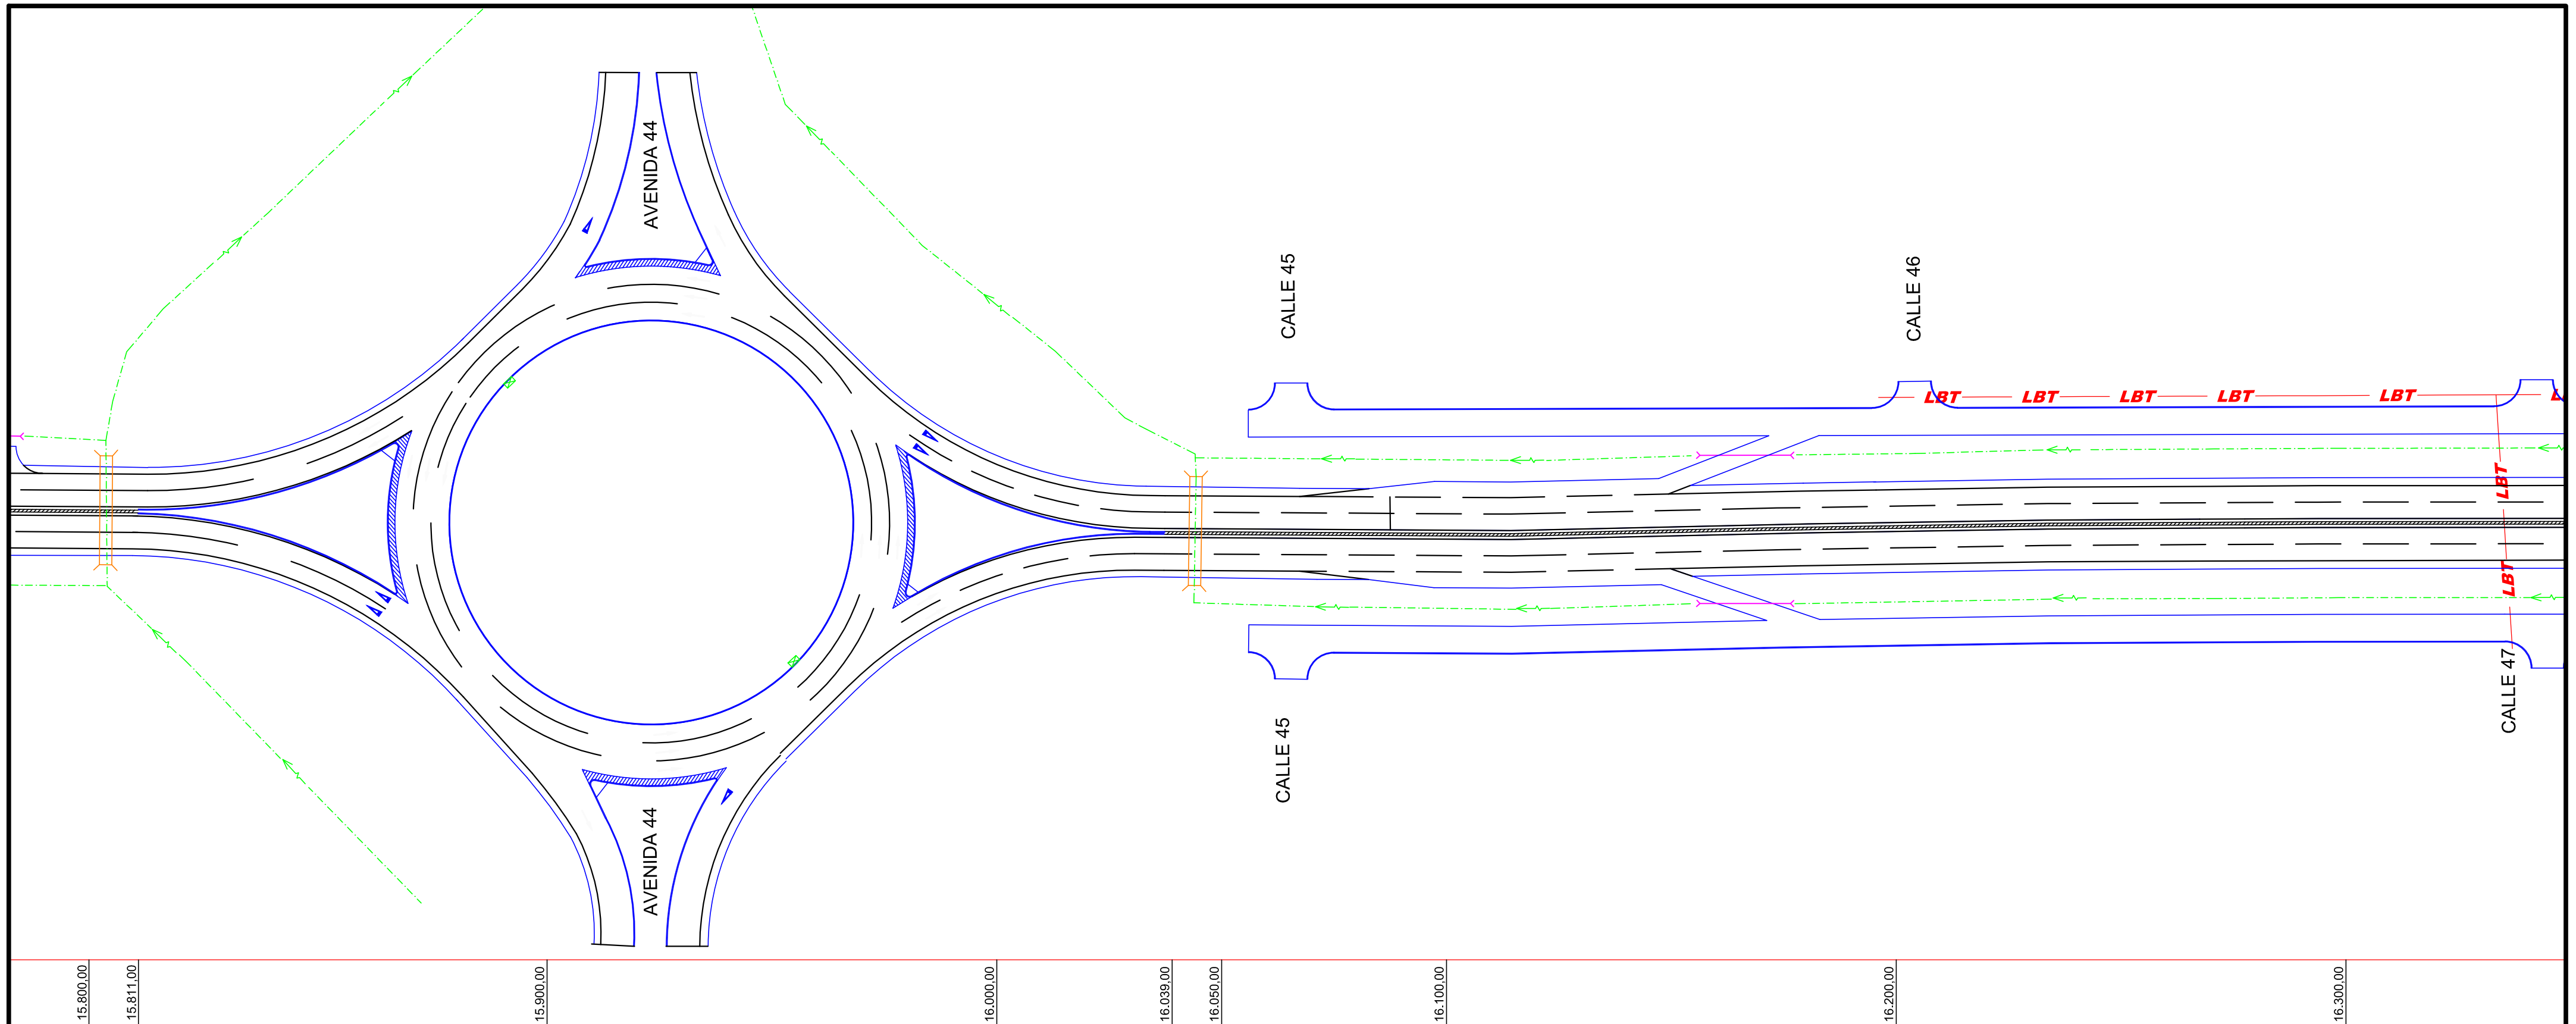 AVENIDA 44
CALLE 45
CALLE 46
LBT
LBT
LBT
LBT
LBT
L
LBT
LBT
CALLE 47
CALLE 45
AVENIDA 44
15.800,00
15.811,00
15.900,00
16.000,00
16.039,00
16.050,00
16.100,00
16.200,00
16.300,00